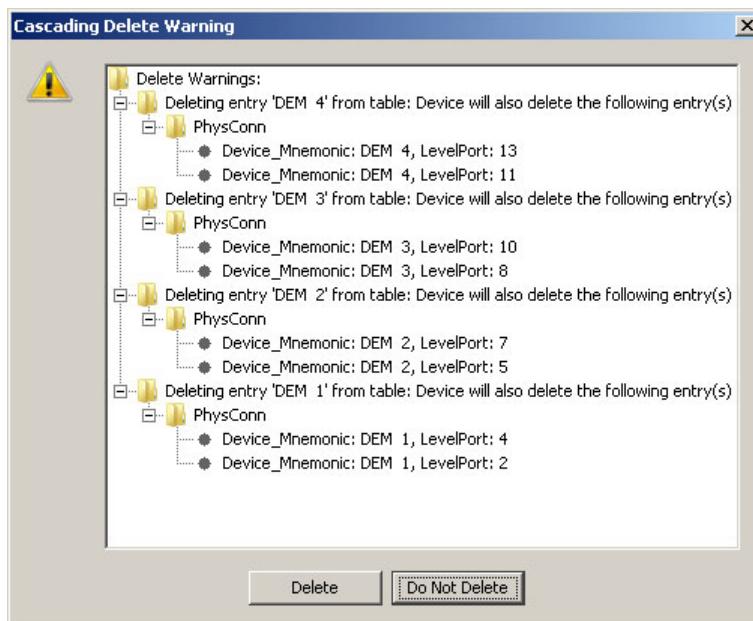 Cascading Delete Warning
Delete Warnings:
Deleting entry 'DEM 4' from table: Device will also delete the following entry(s)
PhysConn
Device_Mnemonic: DEM 4, LevelPort: 13
Device_Mnemonic: DEM 4, LevelPort: 11
Deleting entry 'DEM 3' from table: Device will also delete the following entry(s)
PhysConn
Device_Mnemonic: DEM 3, LevelPort: 10
Device_Mnemonic: DEM 3, LevelPort: 8
Deleting entry 'DEM 2' from table: Device will also delete the following entry(s)
PhysConn
Device_Mnemonic: DEM 2, LevelPort: 7
Device_Mnemonic: DEM 2, LevelPort: 5
Deleting entry 'DEM 1' from table: Device will also delete the following entry(s)
PhysConn
Device_Mnemonic: DEM 1, LevelPort: 4
Device_Mnemonic: DEM 1, LevelPort: 2
Delete Do Not Delete